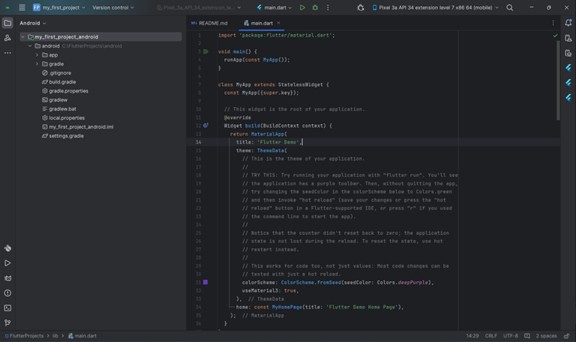 my_first_project
Version control
Pixel_3a_API_34_extension_level_7_x
main.dart
Pixel 3a API 34 extension level 7 x86 64 (mobile)
Android
README.md
main.dart
my_first_project_android
android C:\FlutterProjects\android
app
gradle
.gitignore
build.gradle
gradle.properties
gradlew
gradlew.bat
local.properties
my_first_project_android.iml
settings.gradle
import 'package:flutter/material.dart';
void main() {
runApp(const MyApp());
}
class MyApp extends StatelessWidget {
const MyApp({super.key});
// This widget is the root of your application.
@override
Widget build(BuildContext context) {
return MaterialApp(
title: 'Flutter Demo',
theme: ThemeData(
// This is the theme of your application.
//
// TRY THIS: Try running your application with "flutter run". You'll see
// the application has a purple toolbar. Then, without quitting the app,
// try changing the seedColor in the colorScheme below to Colors.green
// and then invoke "hot reload" (save your changes or press the "hot
// reload" button in a Flutter-supported IDE, or press "r" if you used
// the command line to start the app).
//
// Notice that the counter didn't reset back to zero; the application
// state is not lost during the reload. To reset the state, use hot
// restart instead.
//
// This works for code too, not just values: Most code changes can be
// tested with just a hot reload.
colorScheme: ColorScheme.fromSeed(seedColor: Colors.deepPurple),
useMaterial3: true,
), // ThemeData
home: const MyHomePage(title: 'Flutter Demo Home Page'),
); // MaterialApp
}
FlutterProjects > lib > main.dart
14:29 CRLF UTF-8 2 spaces